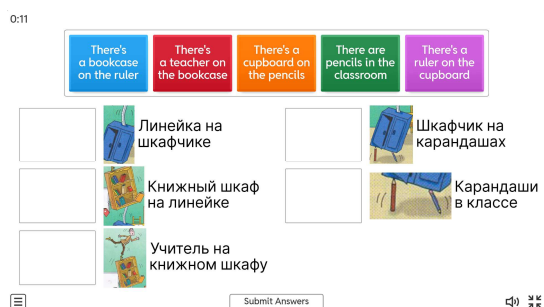 0:11
There's
a bookcase
on the ruler
There's
a teacher on
the bookcase
There's a
cupboard on
the pencils
There are
pencils in the
classroom
There's a
ruler on the
cupboard
Линейка на
шкафчике
Шкафчик на
карандашах
Книжный шкаф
на линейке
Карандаши
в классе
Учитель на
книжном шкафу
Submit Answers